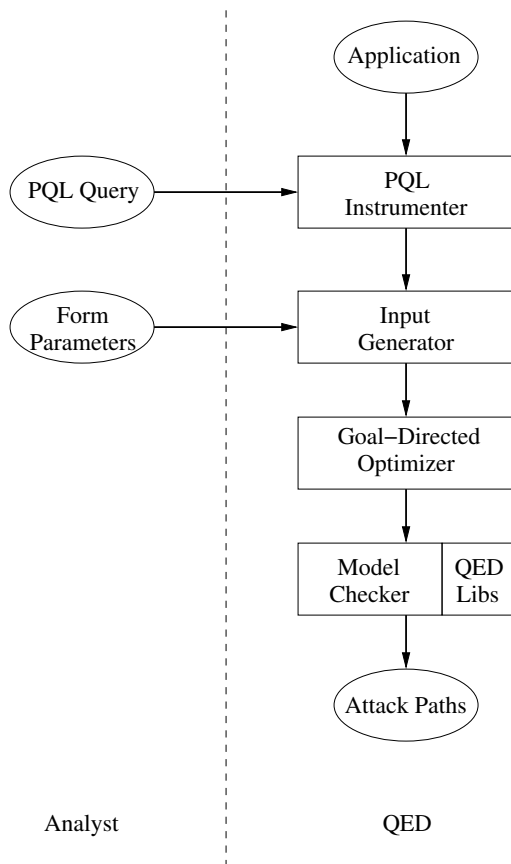 Application
PQL Query
PQL
Instrumenter
Form
Parameters
Input
Generator
Goal−Directed
Optimizer
Model
Checker
QED
Libs
Attack Paths
Analyst
QED